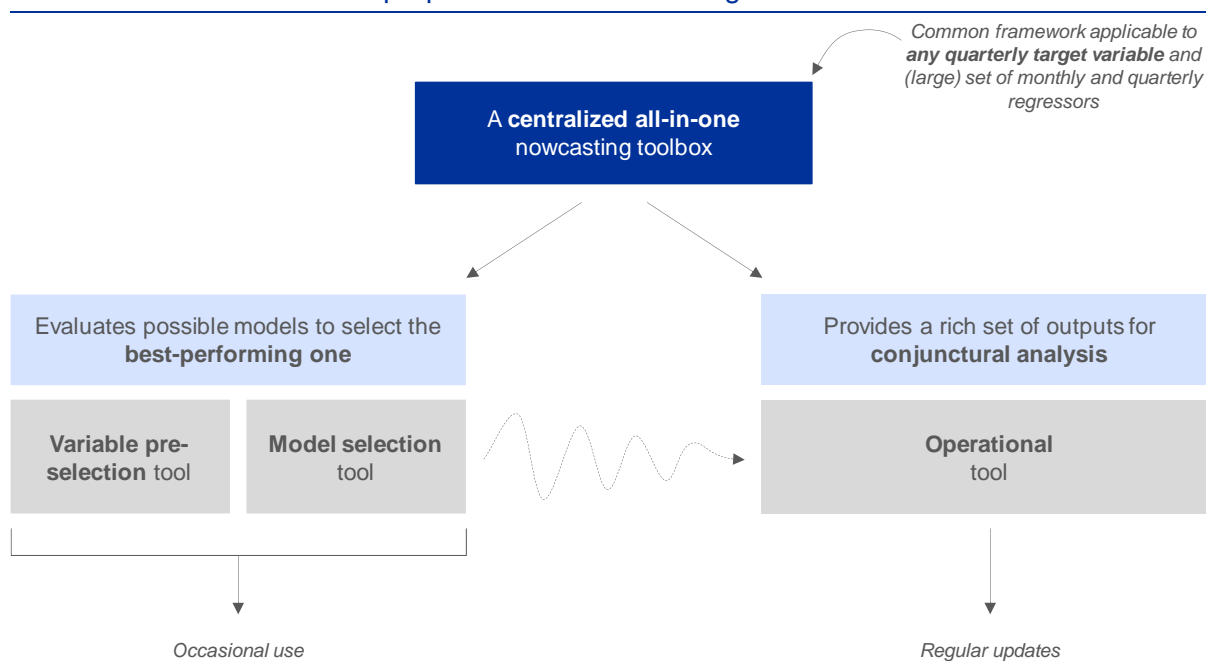 Common framework applicable to
any quarterly target variable and
(large) set of monthly and quarterly
regressors
A centralized all-in-one
nowcasting toolbox
Evaluates possible models to select the
best-performing one
Provides a rich set of outputs for
conjunctural analysis
Variable pre-
selection tool
Model selection
tool
Operational
tool
Occasional use
Regular updates